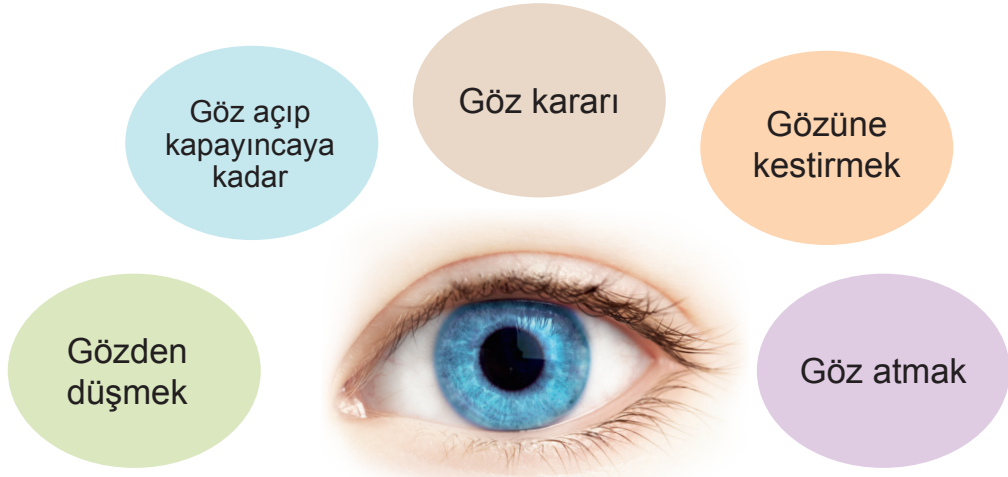 Göz kararı
Göz açıp
kapayıncaya
kadar
Gözüne
kestirmek
Gözden
düşmek
Göz atmak